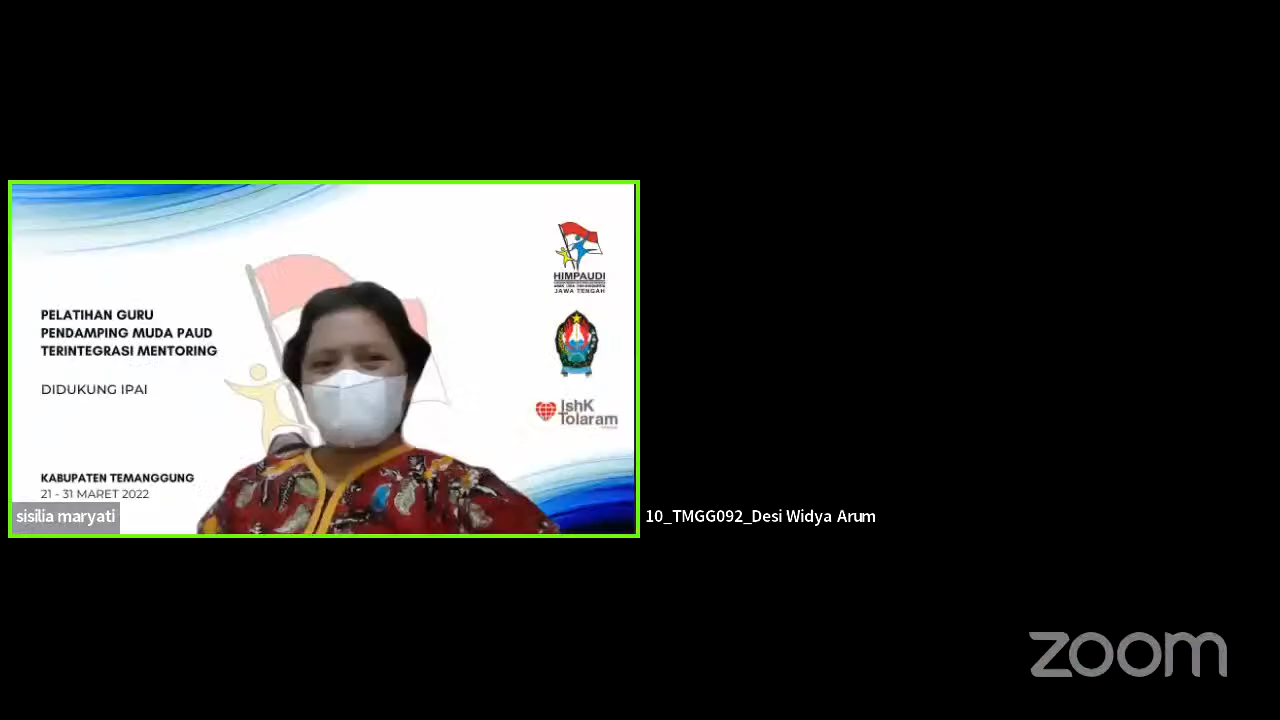 PELATIHAN GURU
PENDAMPING MUDA PAUD
TERINTEGRASI MENTORING
DIDUKUNG IPAI
KABUPATEN TEMANGGUNG
21 - 31 MARET 2022
sisilia maryati
HIMPAUDI
JAWA TENGAH
IshK
Tolaram
10_TMGG092_Desi Widya Arum
zoom